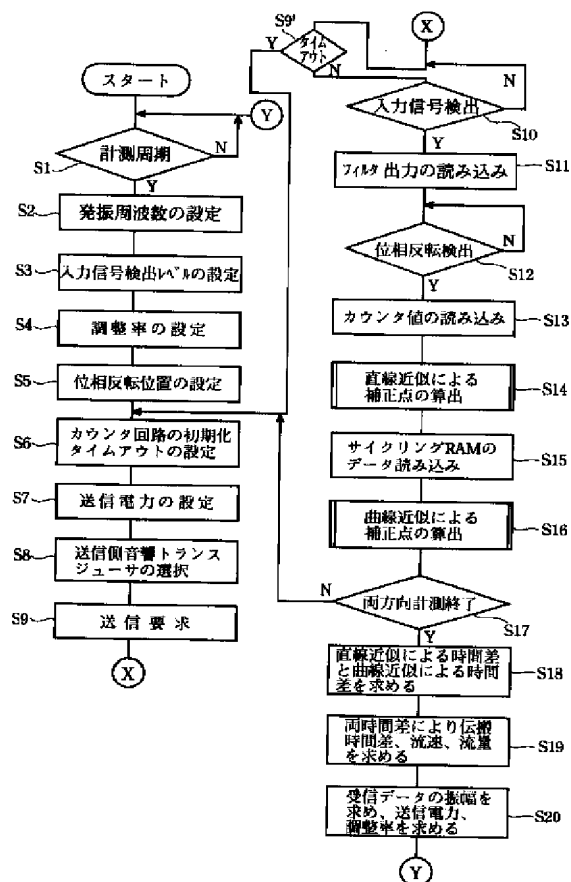 スタート
Y
S1
計測周期
N
Y
S2
発振周波数の設定
S3
入力信号検出レベルの設定
S4
調整率の設定
S5
位相反転位置の設定
S6
カウンタ回路の初期化
タイムアウトの設定
S7
送信電力の設定
S8
送信側音響トランス
ジューサの選択
S9
送信要求
X
S9'
Y
タイム
アウト
N
X
N
入力信号検出
S10
Y
S11
フィルタ出力の読み込み
N
位相反転検出
S12
Y
カウンタ値の読み込み
S13
直線近似による
補正点の算出
S14
サイクリングRAMの
データ読み込み
S15
曲線近似による
補正点の算出
S16
N
両方向計測終了
S17
Y
直線近似による時間差
と曲線近似による時間
差を求める
S18
両時間差により伝搬
時間差、流速、流量
を求める
S19
受信データの振幅を
求め、送信電力、
調整率を求める
S20
Y